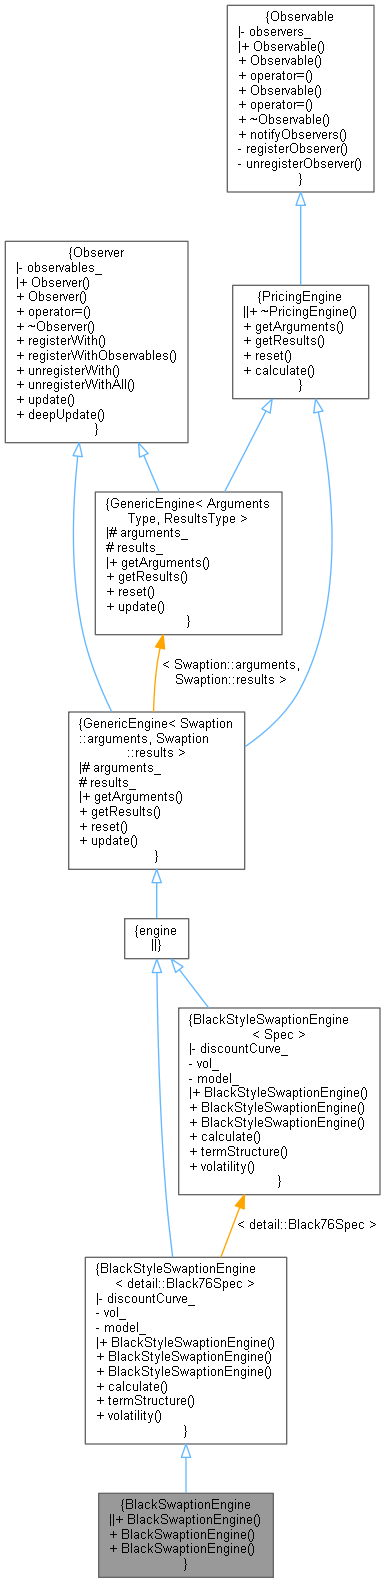 {Observable
|- observers_
|+ Observable()
+ Observable()
+ operator=()
+ Observable()
+ operator=()
+ ~Observable()
+ notifyObservers()
- registerObserver()
- unregisterObserver()
}
{Observer
|- observables_
|+ Observer()
+ Observer()
+ operator=()
+ ~Observer()
+ registerWith()
+ registerWithObservables()
+ unregisterWith()
+ unregisterWithAll()
+ update()
+ deepUpdate()
}
{PricingEngine
||+ ~PricingEngine()
+ getArguments()
+ getResults()
+ reset()
+ calculate()
}
{GenericEngine< Arguments
Type, ResultsType >
|# arguments_
# results_
|+ getArguments()
+ getResults()
+ reset()
+ update()
}
< Swaption::arguments,
Swaption::results >
{GenericEngine< Swaption
::arguments, Swaption
::results >
|# arguments_
# results_
|+ getArguments()
+ getResults()
+ reset()
+ update()
}
{engine
||}
{BlackStyleSwaptionEngine
< Spec >
|- discountCurve_
- vol_
- model_
|+ BlackStyleSwaptionEngine()
+ BlackStyleSwaptionEngine()
+ BlackStyleSwaptionEngine()
+ calculate()
+ termStructure()
+ volatility()
}
< detail::Black76Spec >
{BlackStyleSwaptionEngine
< detail::Black76Spec >
|- discountCurve_
- vol_
- model_
|+ BlackStyleSwaptionEngine()
+ BlackStyleSwaptionEngine()
+ BlackStyleSwaptionEngine()
+ calculate()
+ termStructure()
+ volatility()
}
{BlackSwaptionEngine
||+ BlackSwaptionEngine()
+ BlackSwaptionEngine()
+ BlackSwaptionEngine()
}